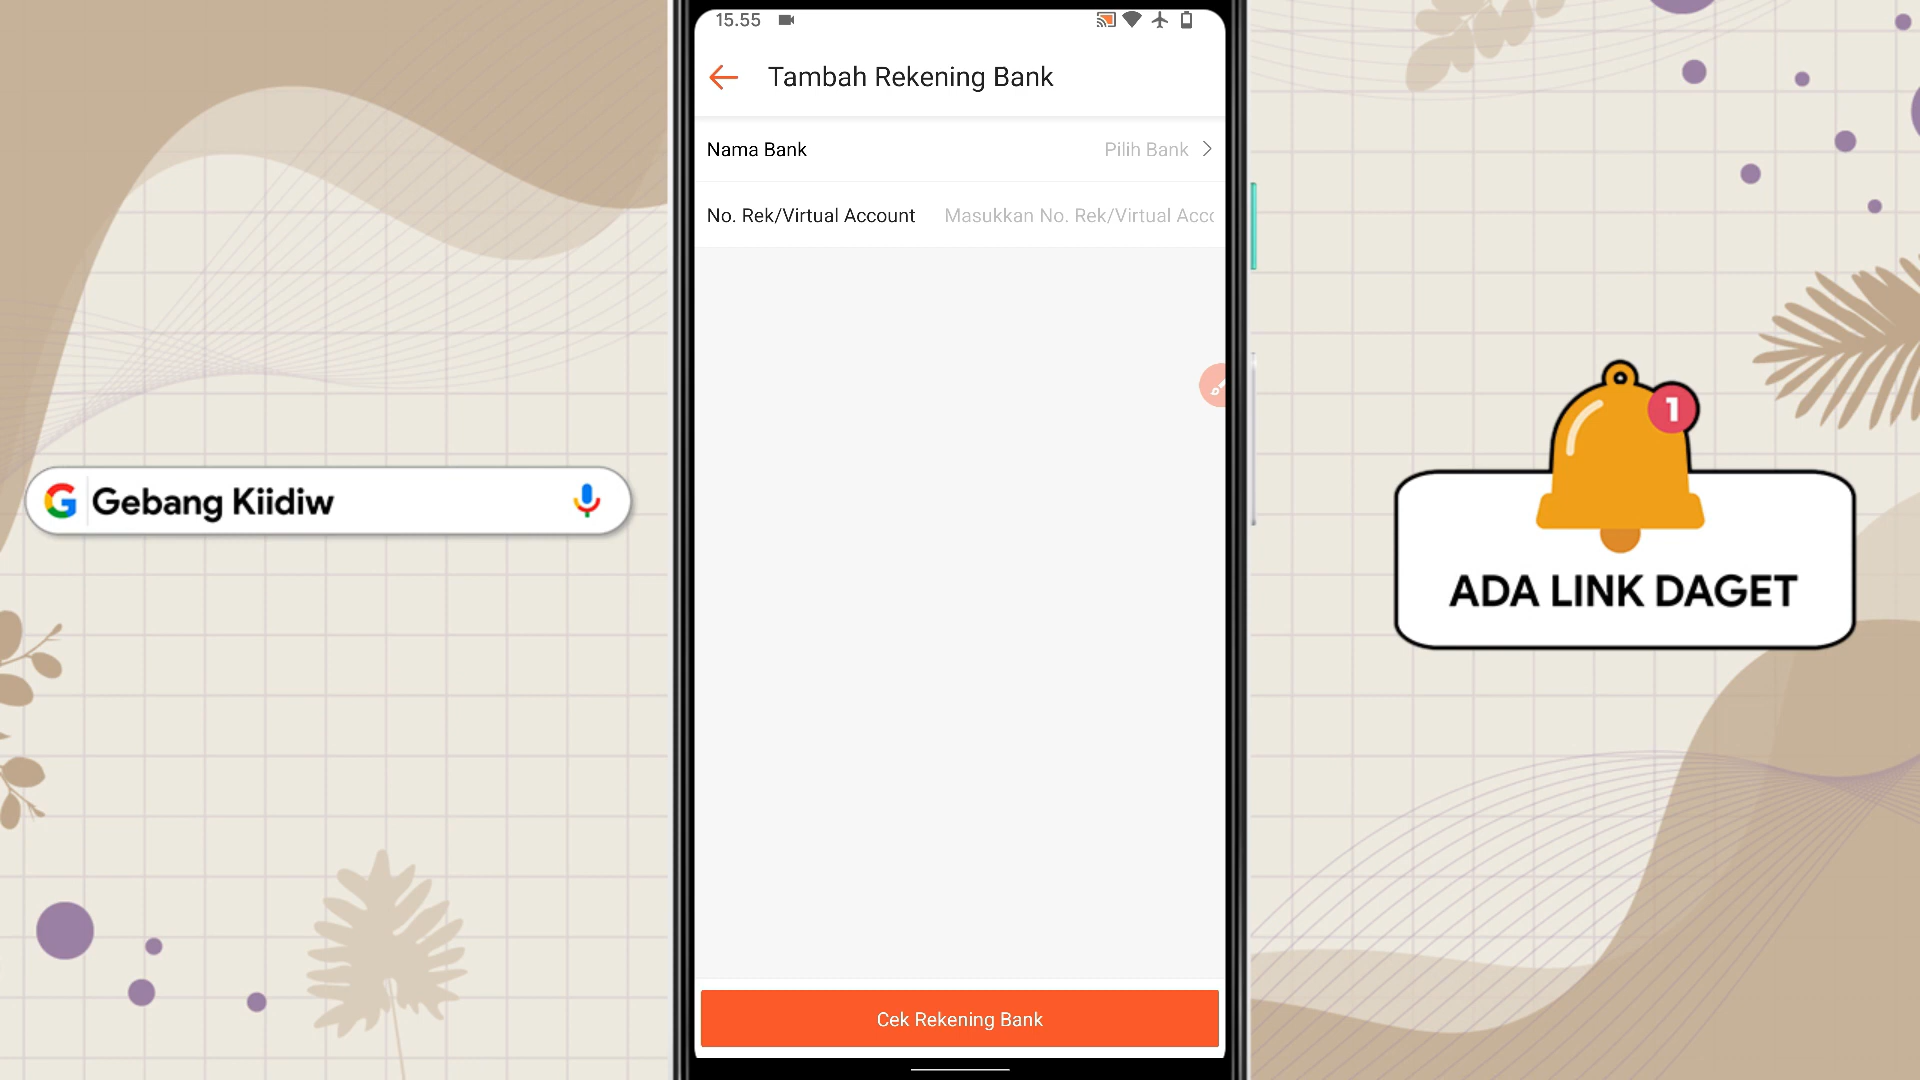 15.55
Tambah Rekening Bank
Nama Bank
Pilih Bank
No. Rek/Virtual Account
Masukkan No. Rek/Virtual Acc
Gebang Kiidiw
1
ADA LINK DAGET
Cek Rekening Bank